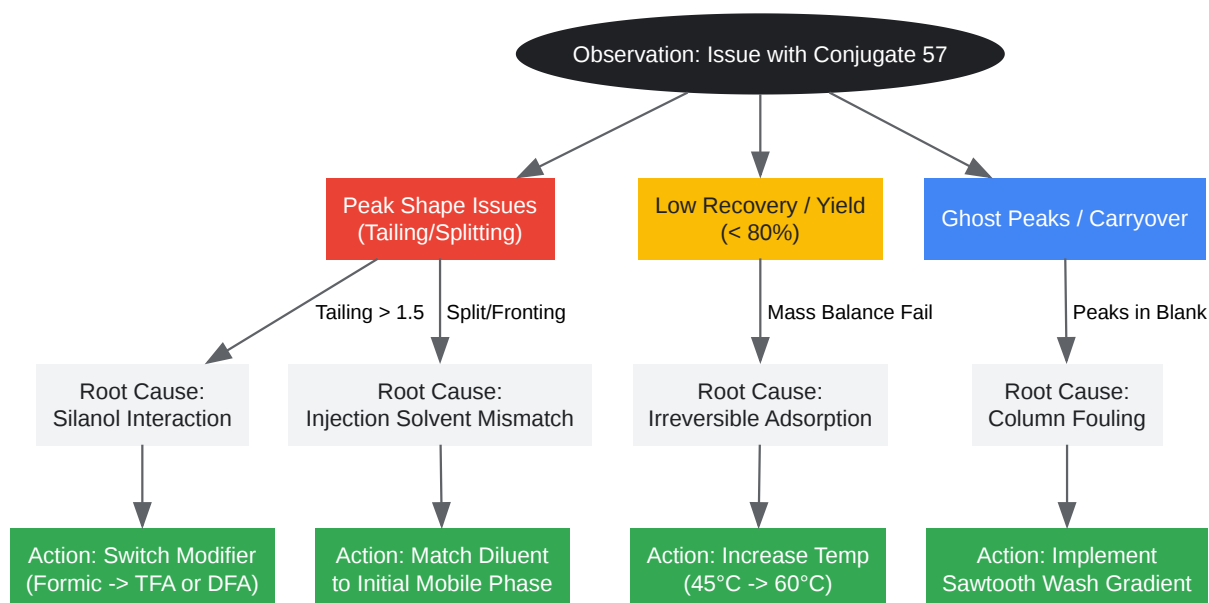 Observation: Issue with Conjugate 57
Peak Shape Issues
(Tailing/Splitting)
Low Recovery / Yield
(< 80%)
Ghost Peaks / Carryover
Tailing > 1.5
Split/Fronting
Mass Balance Fail
Peaks in Blank
Root Cause:
Silanol Interaction
Root Cause:
Injection Solvent Mismatch
Root Cause:
Irreversible Adsorption
Root Cause:
Column Fouling
Action: Switch Modifier
(Formic -> TFA or DFA)
Action: Match Diluent
to Initial Mobile Phase
Action: Increase Temp
(45°C -> 60°C)
Action: Implement
Sawtooth Wash Gradient